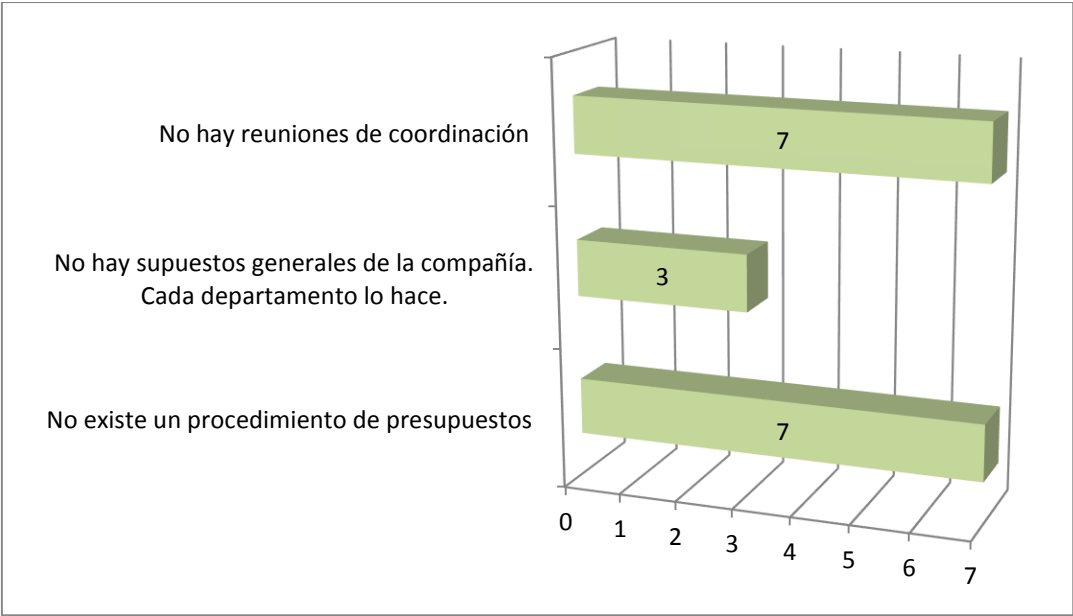 No hay reuniones de coordinación
7
No hay supuestos generales de la compañía.
Cada departamento lo hace.
3
No existe un procedimiento de presupuestos
7
0 1 2 3 4 5 6 7